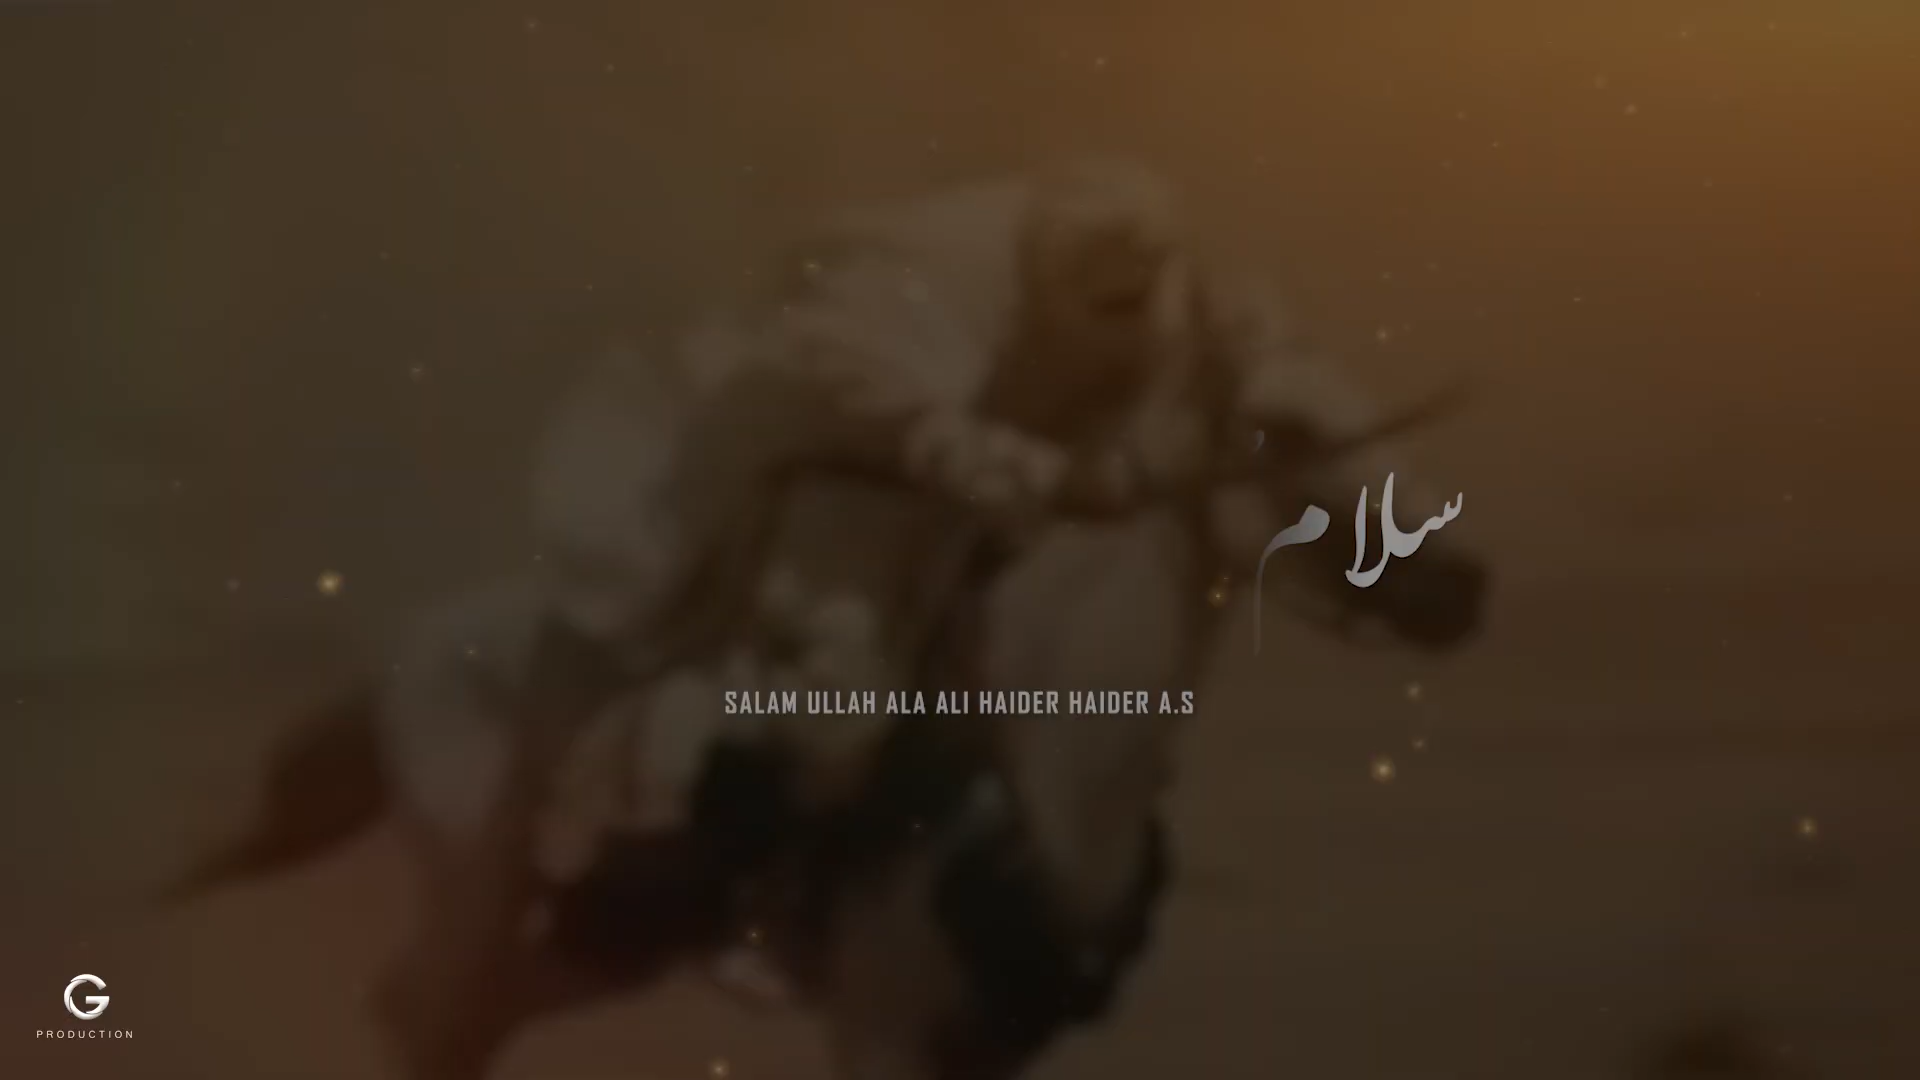 سلام
SALAM ULLAH ALA ALI HAIDER HAIDER A.S
G
PRODUCTION